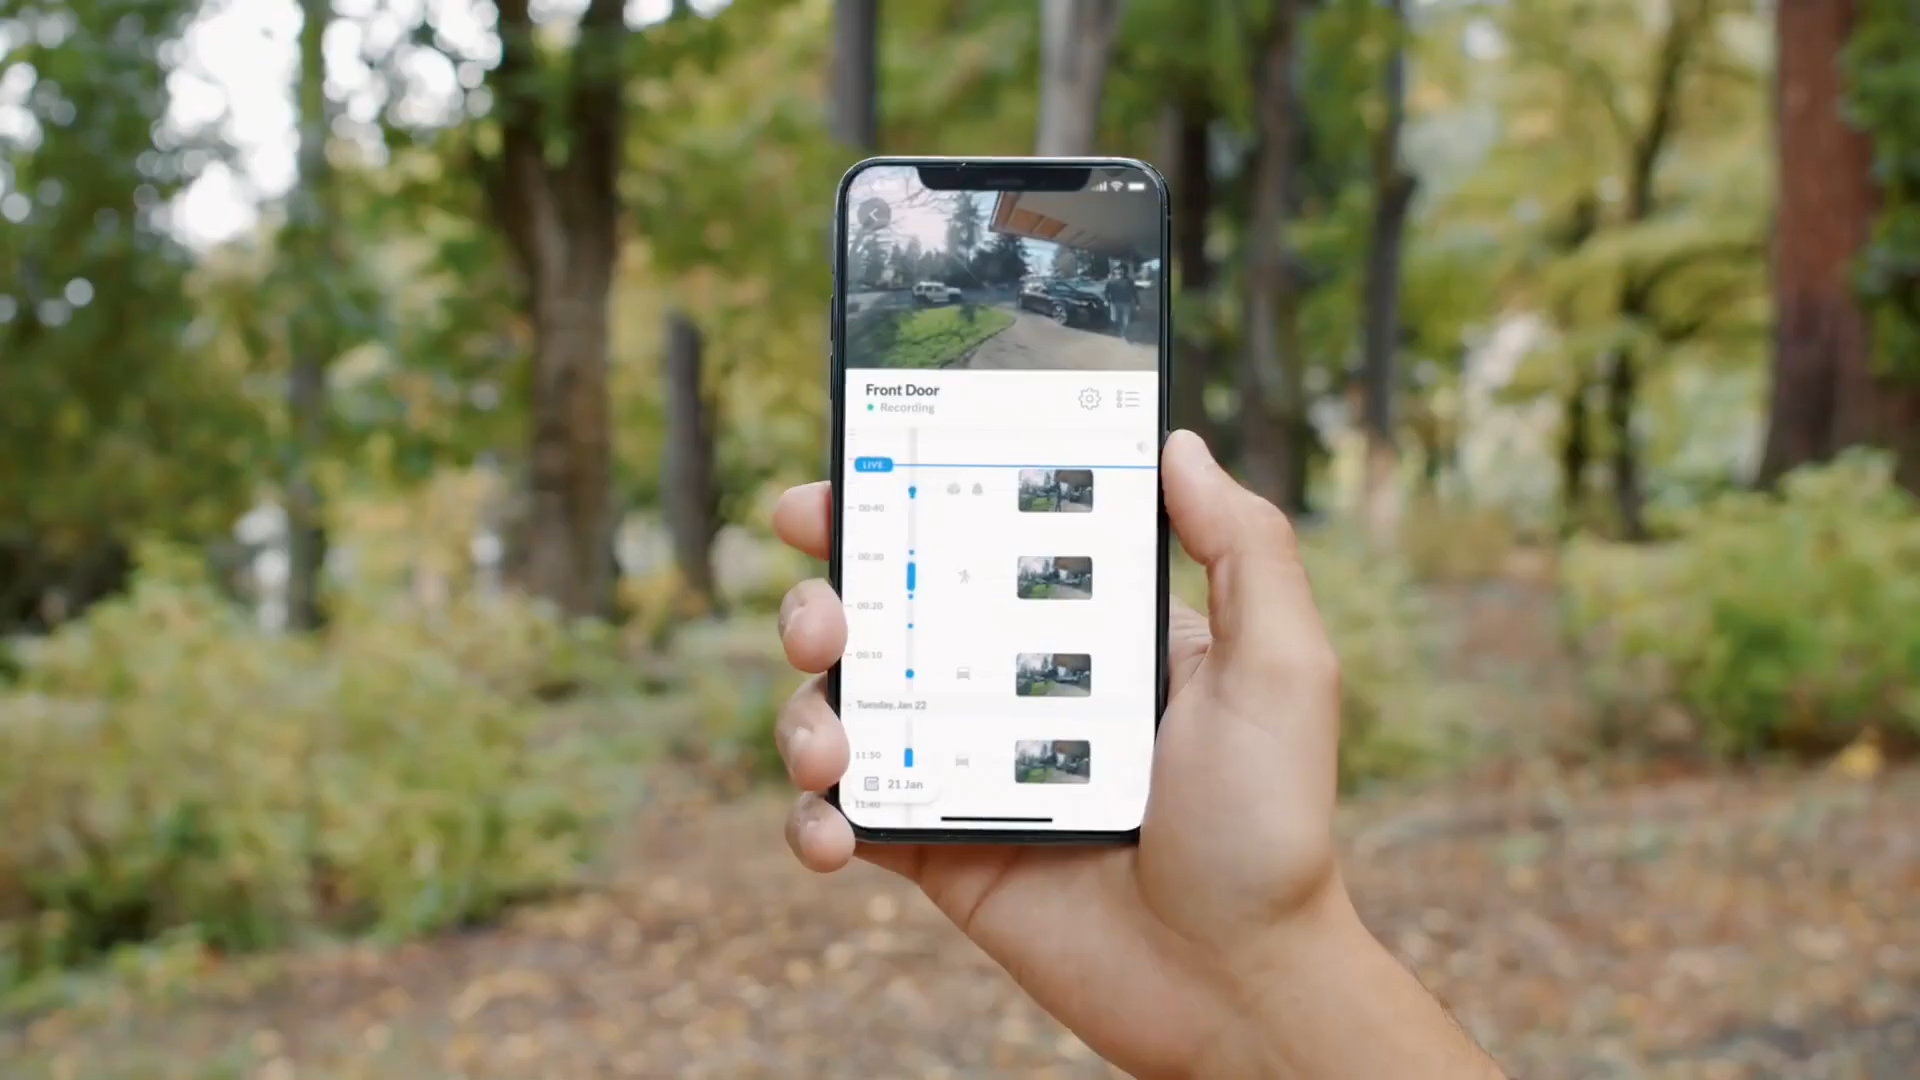 Front Door
Recording
LIVE
00:40
00:30
00:20
00:10
Tuesday, Jan 22
11:50
21 Jan
11:40